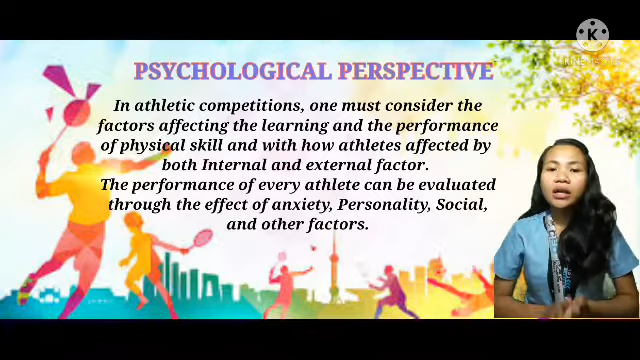 PSYCHOLOGICAL PERSPECTIVE
In athletic competitions, one must consider the
factors affecting the learning and the performance
of physical skill and with how athletes affected by
both Internal and external factor.
The performance of every athlete can be evaluated
through the effect of anxiety, Personality, Social,
and other factors.
K